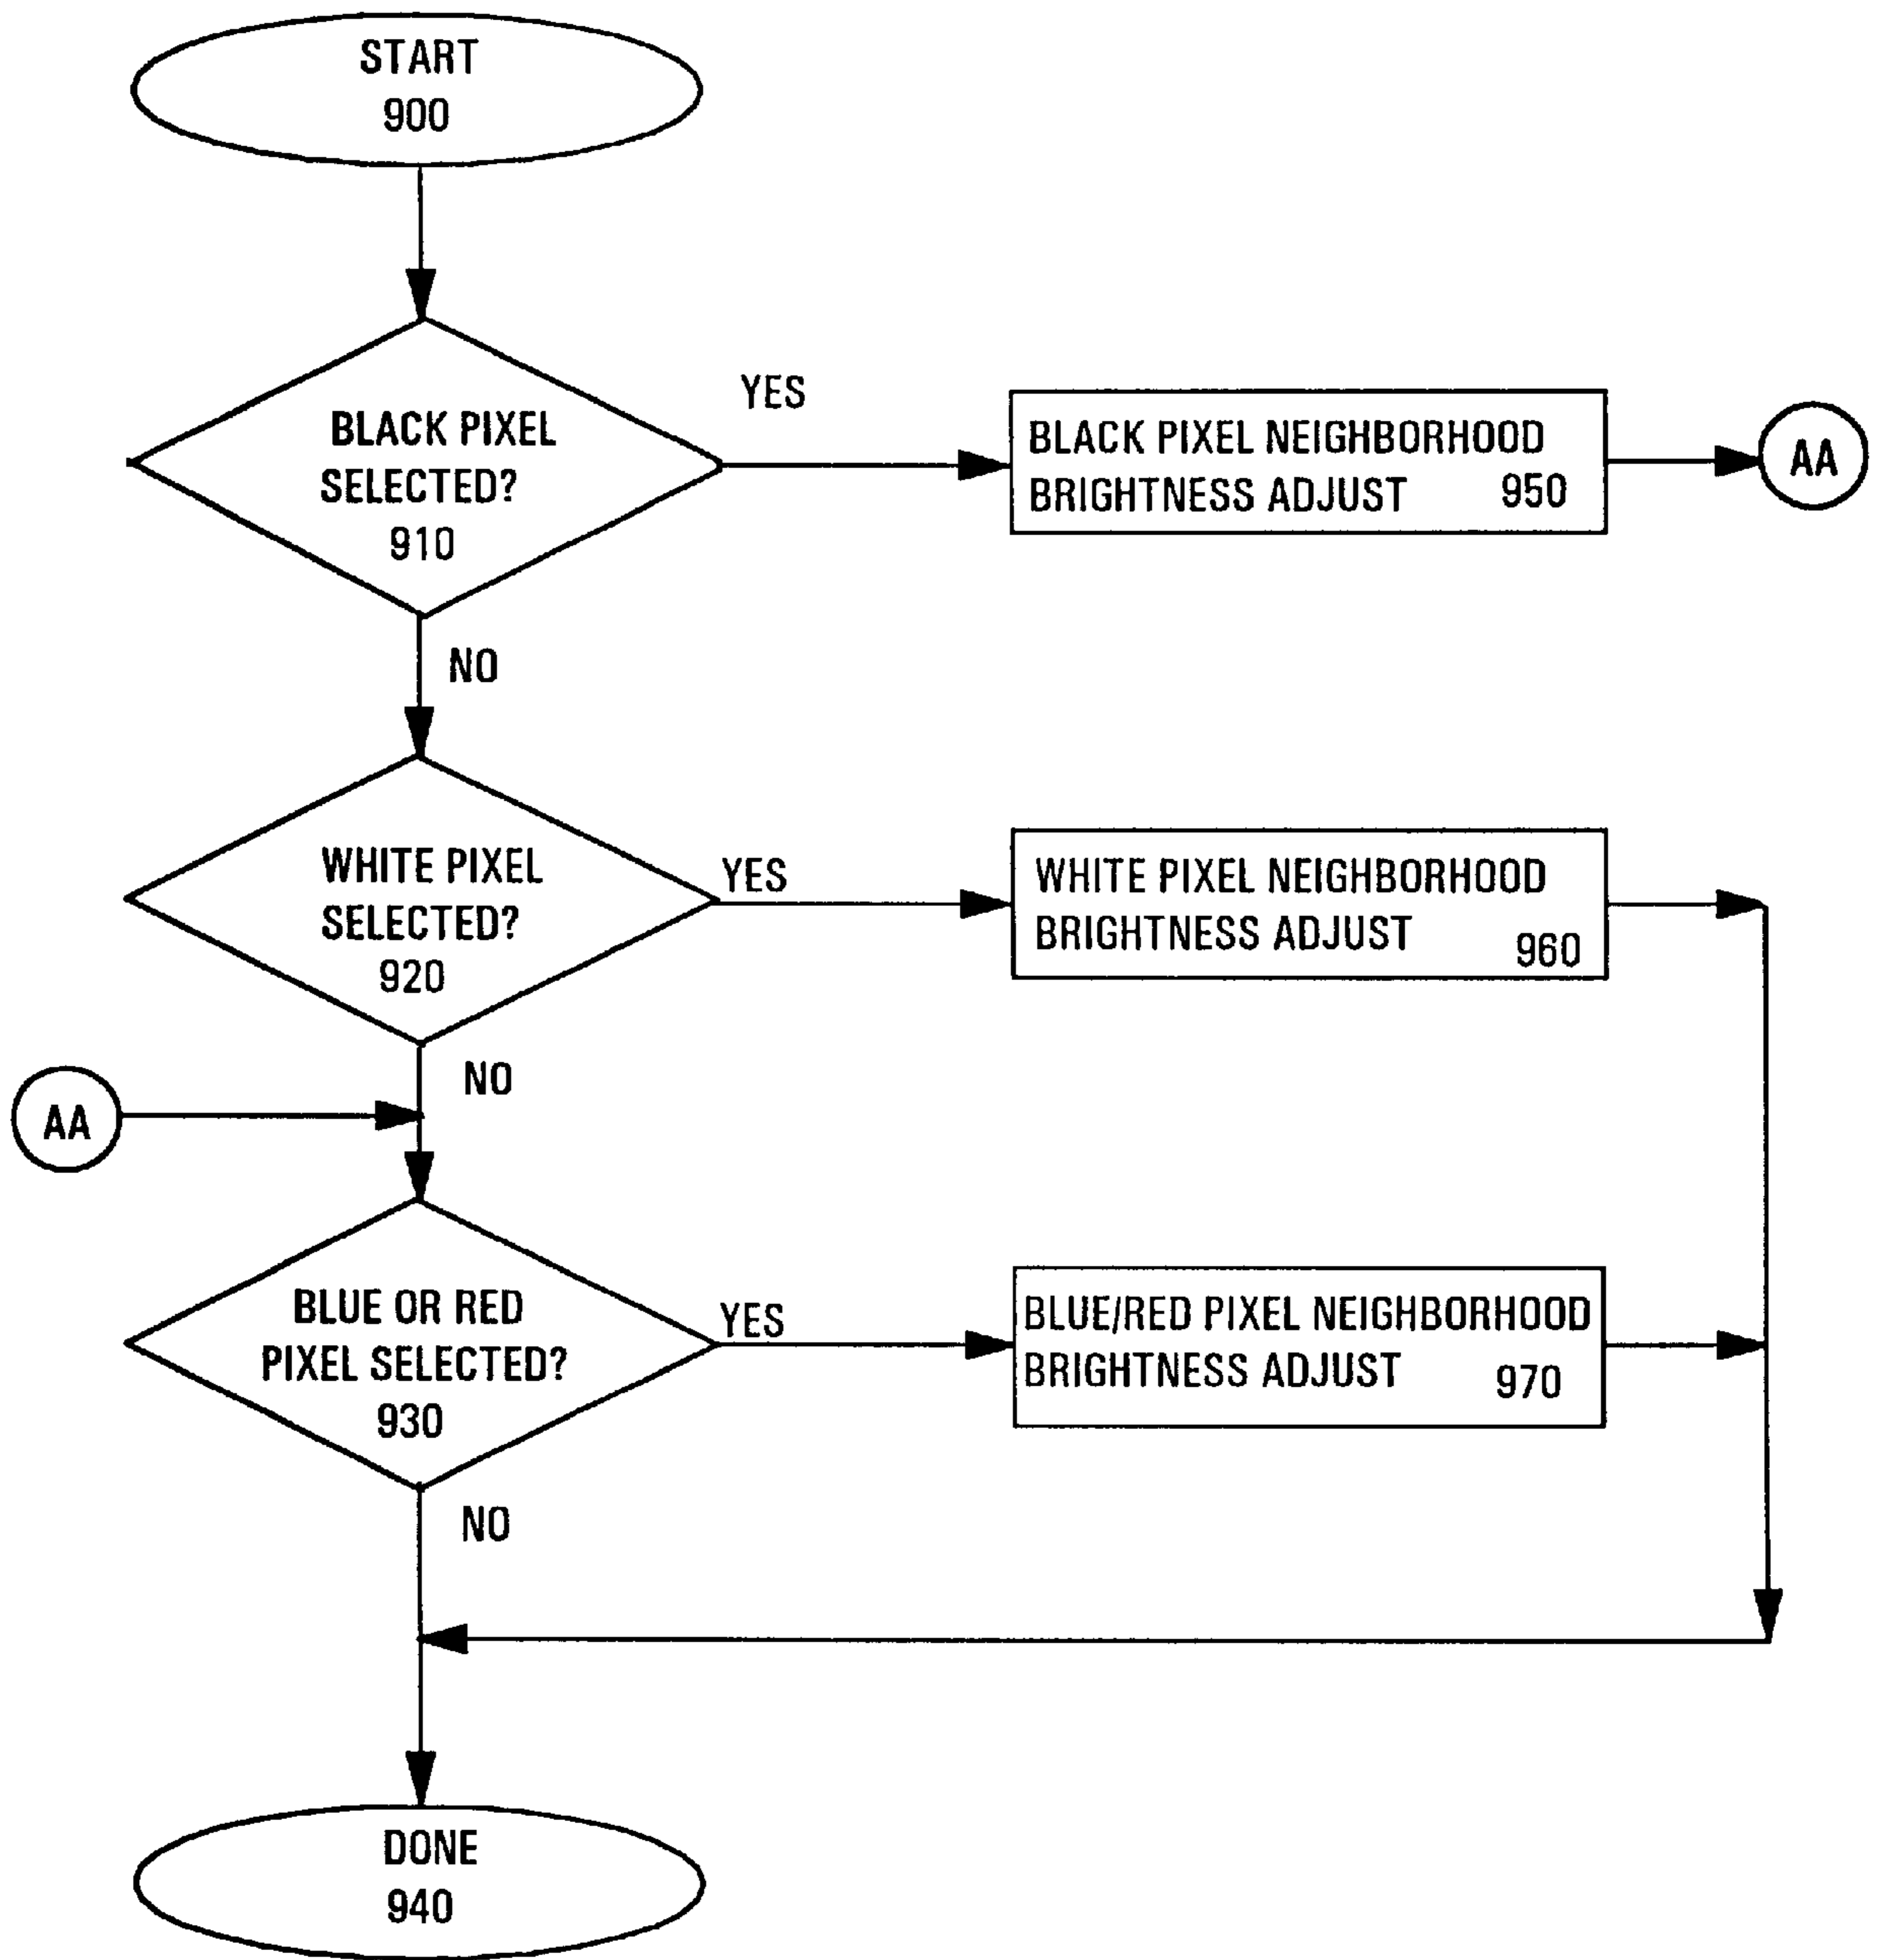 START
900
BLACK PIXEL
SELECTED?
910
YES
BLACK PIXEL NEIGHBORHOOD
BRIGHTNESS ADJUST 950
AA
NO
WHITE PIXEL
SELECTED?
920
YES
WHITE PIXEL NEIGHBORHOOD
BRIGHTNESS ADJUST 960
NO
AA
BLUE OR RED
PIXEL SELECTED?
930
YES
BLUE/RED PIXEL NEIGHBORHOOD
BRIGHTNESS ADJUST 970
NO
DONE
940